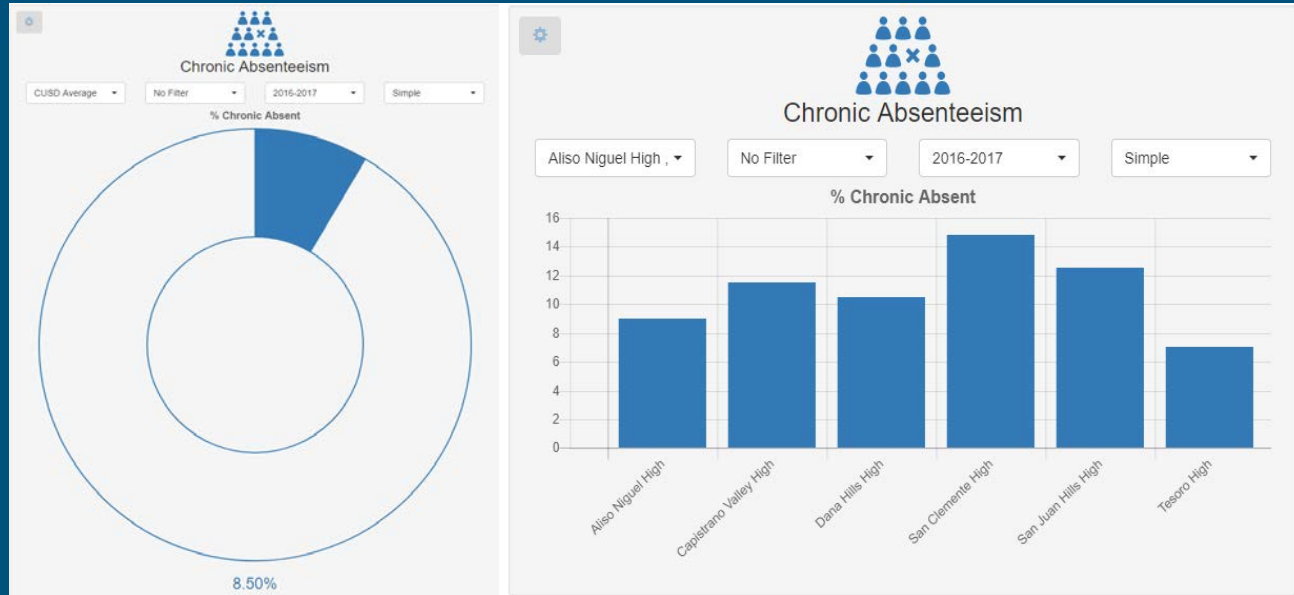 Chronic Absenteeism
CUSD Average
No Filter
2016-2017
Simple
% Chronic Absent
8.50%
Chronic Absenteeism
Aliso Niguel High ,
No Filter
2016-2017
Simple
% Chronic Absent
16
14
12
10
8
6
4
2
0
Aliso Niguel High
Capistrano Valley High
Dana Hills High
San Clemente High
San Juan Hills High
Tesoro High